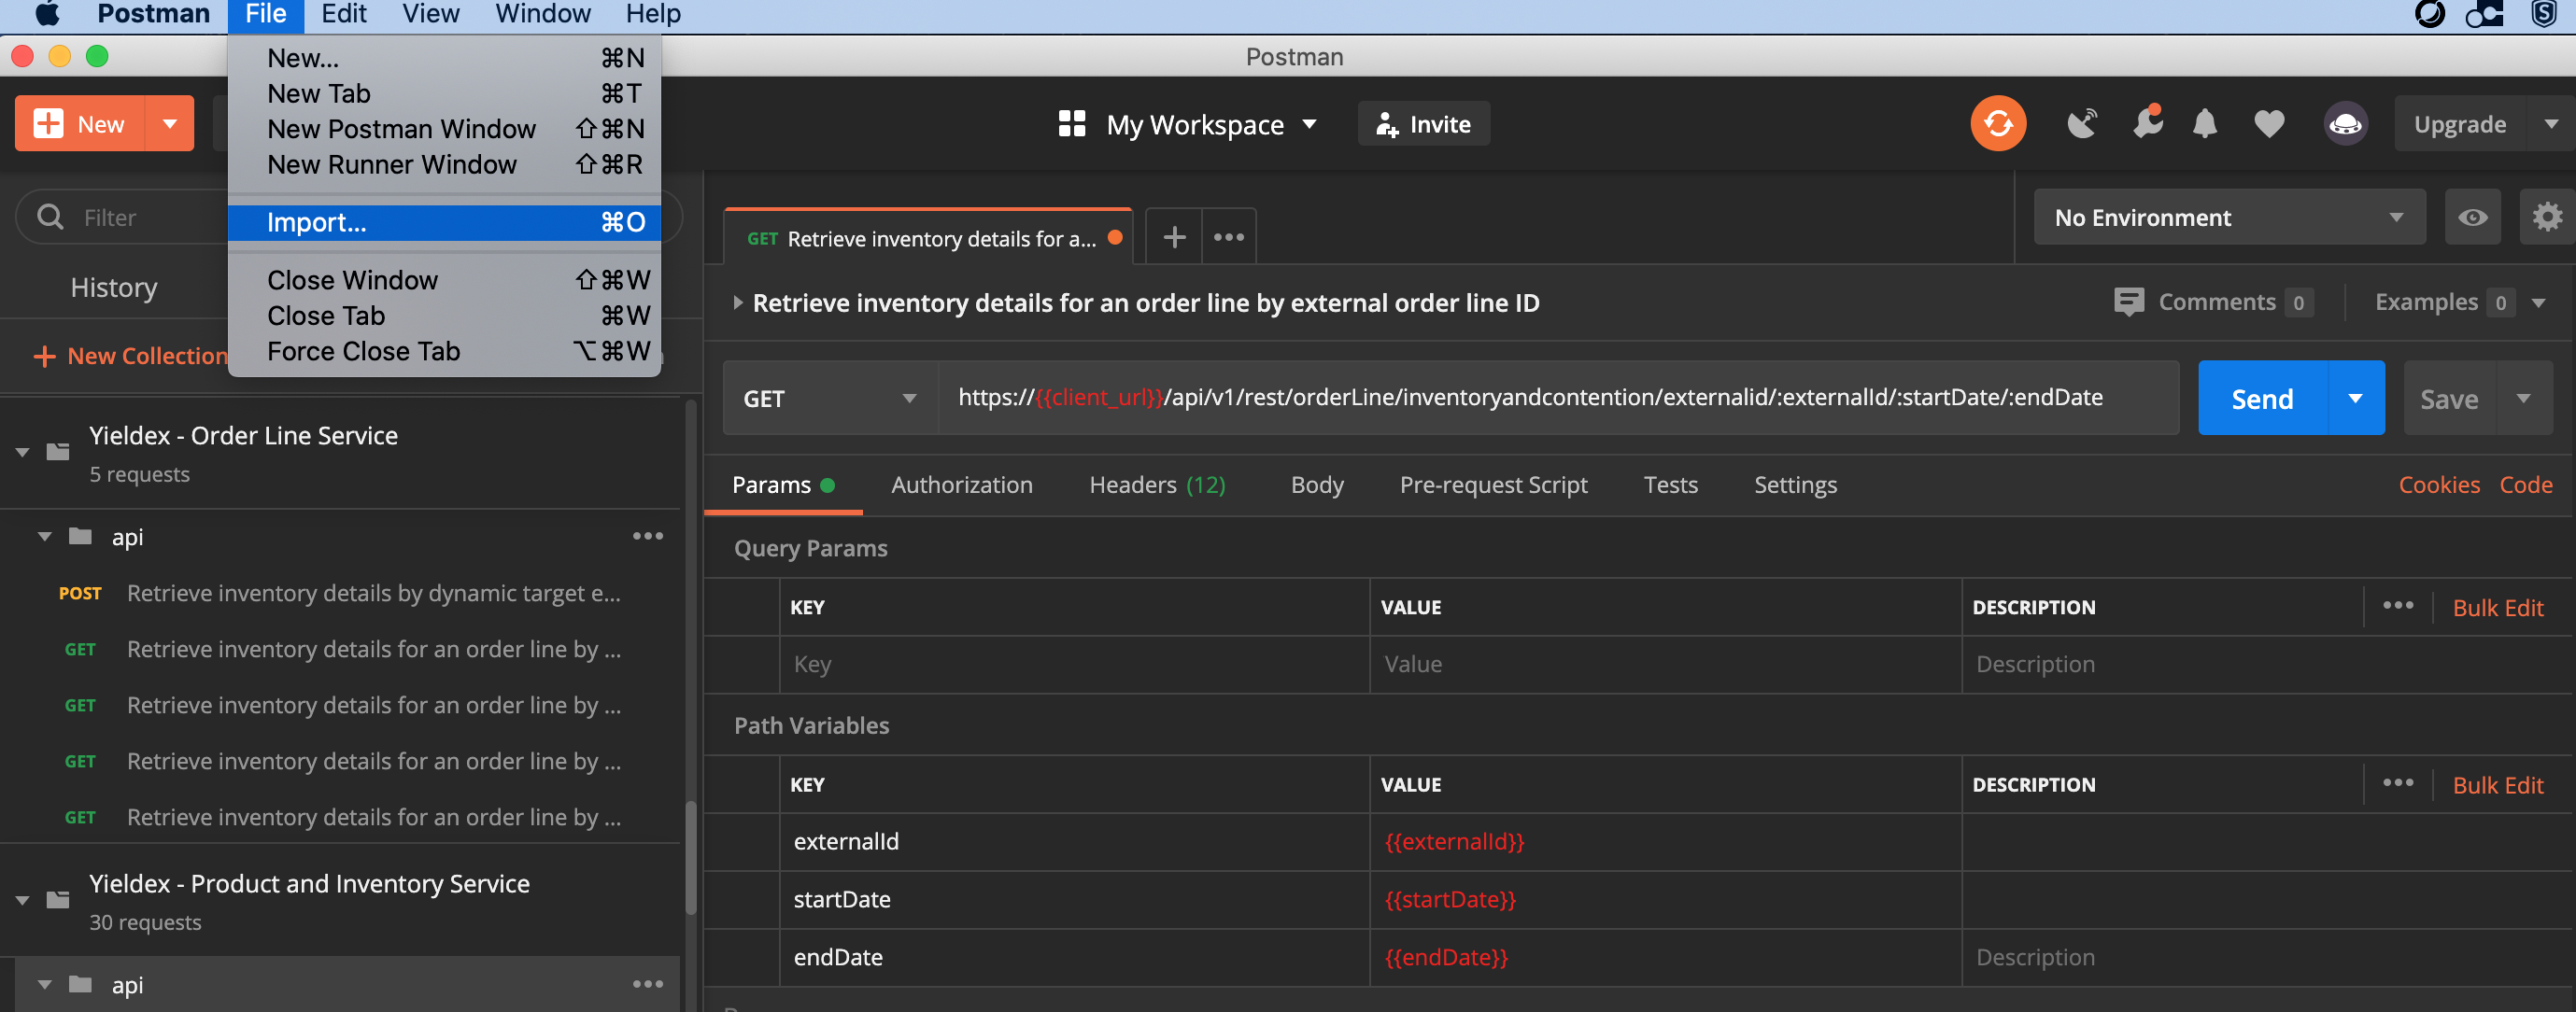 Postman File Edit View Window Help
Postman
New... ⌘N
New Tab ⌘T
New Postman Window ⇧⌘N
New Runner Window ⇧⌘R
Import... ⌘O
Close Window ⇧⌘W
Close Tab ⌘W
Force Close Tab ⌥⌘W
New
My Workspace
Invite
Upgrade
Filter
History
New Collection
Yieldex - Order Line Service
5 requests
api
POST Retrieve inventory details by dynamic target e...
GET Retrieve inventory details for an order line by ...
GET Retrieve inventory details for an order line by ...
GET Retrieve inventory details for an order line by ...
GET Retrieve inventory details for an order line by ...
Yieldex - Product and Inventory Service
30 requests
api
GET Retrieve inventory details for a...
No Environment
Retrieve inventory details for an order line by external order line ID
Comments 0 Examples 0
GET https://{{client_url}}/api/v1/rest/orderLine/inventoryandcontention/externalid/:externalId/:startDate/:endDate Send Save
Params Authorization Headers (12) Body Pre-request Script Tests Settings Cookies Code
Query Params
KEY VALUE DESCRIPTION Bulk Edit
Key Value Description
Path Variables
KEY VALUE DESCRIPTION Bulk Edit
externalId {{externalId}}
startDate {{startDate}}
endDate {{endDate}} Description